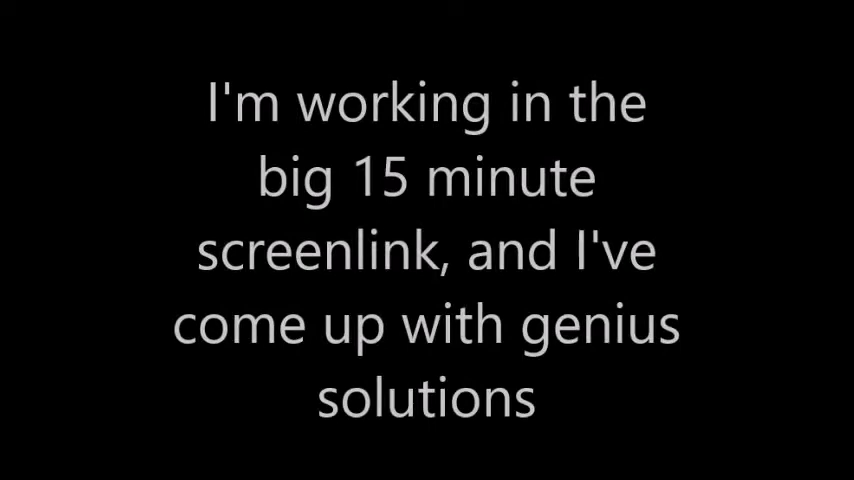 I'm working in the
big 15 minute
screenlink, and I've
come up with genius
solutions